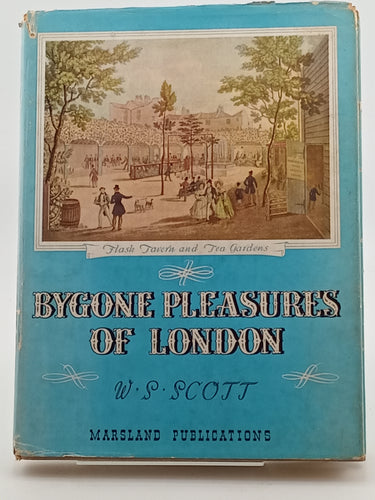 Flask Tavern and Tea Gardens
BYGONE PLEASURES
OF LONDON
W. S. SCOTT
MARSLAND PUBLICATIONS